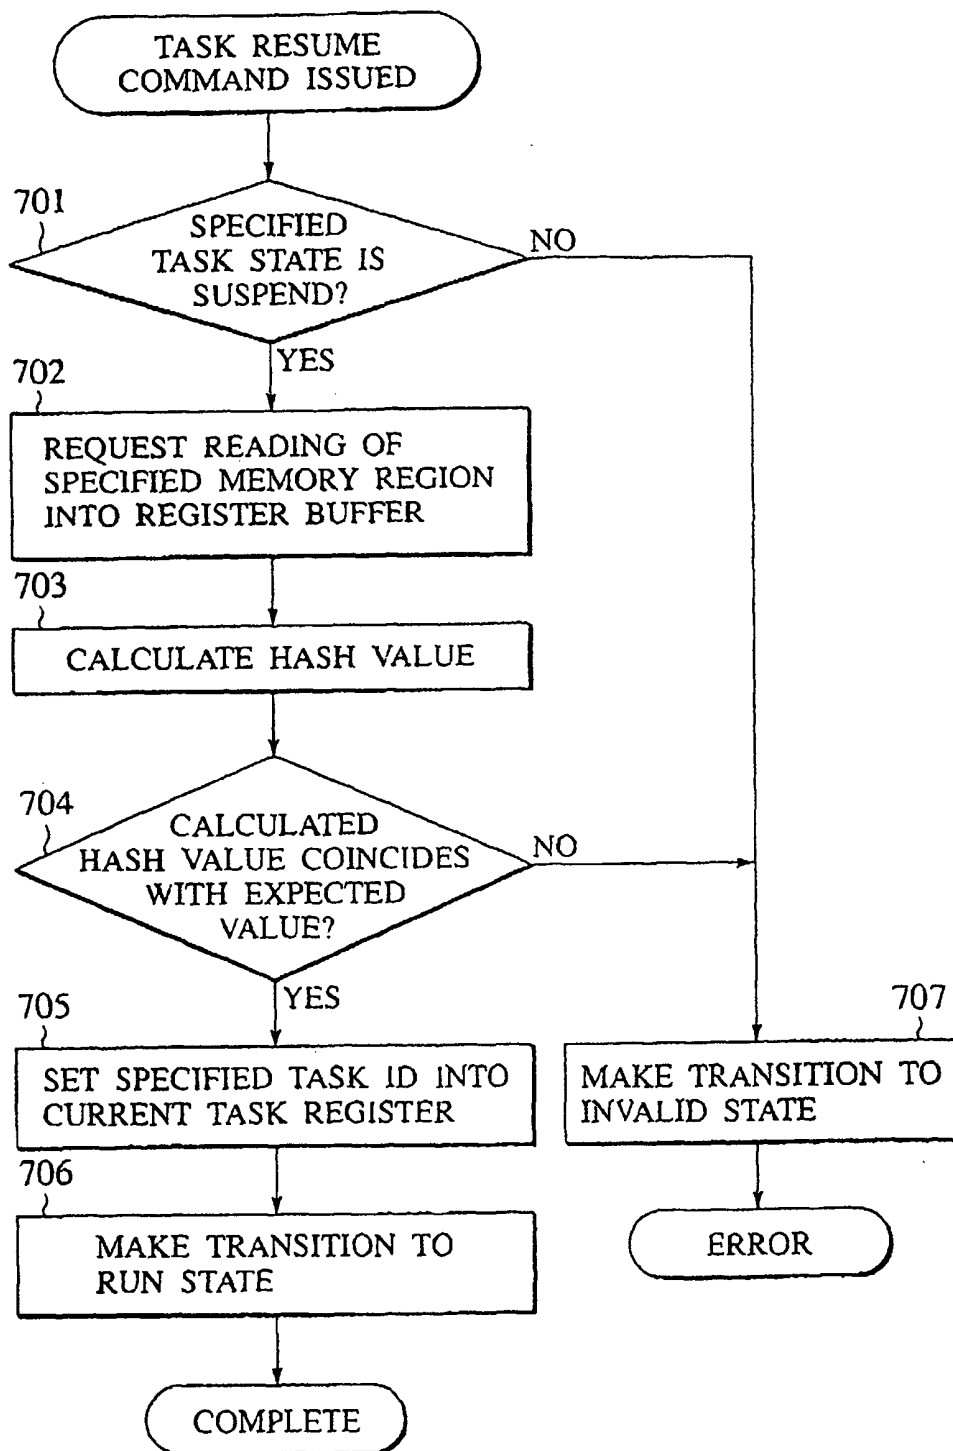 TASK RESUME
COMMAND ISSUED
701
SPECIFIED
TASK STATE IS
SUSPEND?
NO
YES
702
REQUEST READING OF
SPECIFIED MEMORY REGION
INTO REGISTER BUFFER
703
CALCULATE HASH VALUE
704
CALCULATED
HASH VALUE COINCIDES
WITH EXPECTED
VALUE?
NO
YES
705
SET SPECIFIED TASK ID INTO
CURRENT TASK REGISTER
707
MAKE TRANSITION TO
INVALID STATE
706
MAKE TRANSITION TO
RUN STATE
ERROR
COMPLETE